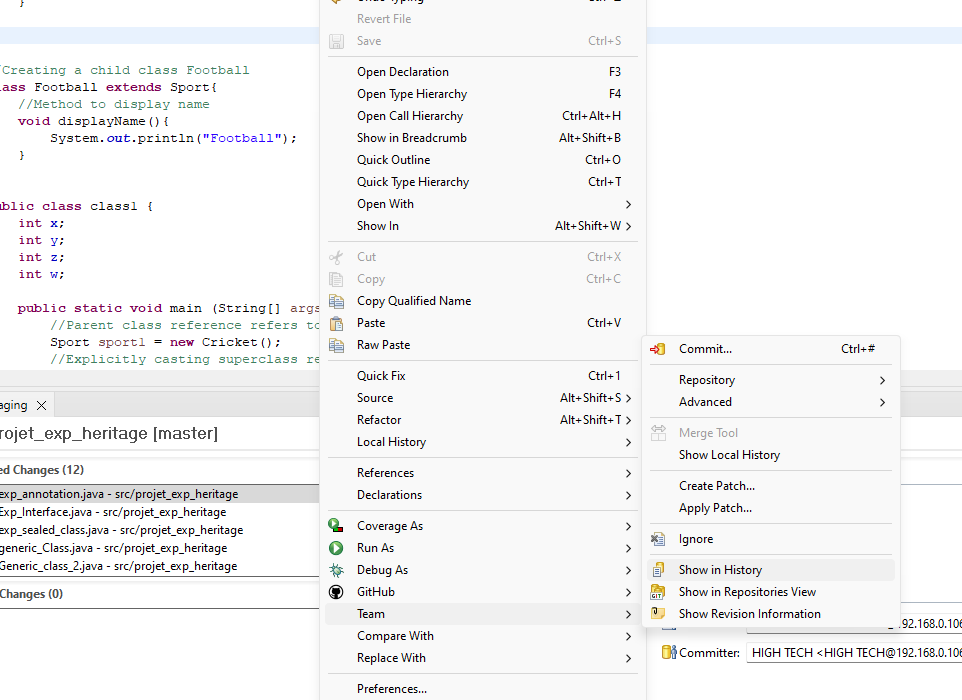 }
Revert File
Save Ctrl+S
Creating a child class Football
ass Football extends Sport{
//Method to display name
void displayName(){
System.out.println("Football");
}
blic class class1 {
int x;
int y;
int z;
int w;
public static void main (String[] args
//Parent class reference refers to
Sport sport1 = new Cricket();
//Explicitly casting superclass re
Open Declaration F3
Open Type Hierarchy F4
Open Call Hierarchy Ctrl+Alt+H
Show in Breadcrumb Alt+Shift+B
Quick Outline Ctrl+O
Quick Type Hierarchy Ctrl+T
Open With
Show In Alt+Shift+W
Cut Ctrl+X
Copy Ctrl+C
Copy Qualified Name
Paste Ctrl+V
Raw Paste
Quick Fix Ctrl+1
Source Alt+Shift+S
Refactor Alt+Shift+T
Local History
References
Declarations
Coverage As
Run As
Debug As
GitHub
Team
Compare With
Replace With
Preferences...
Commit... Ctrl+#
Repository
Advanced
Merge Tool
Show Local History
Create Patch...
Apply Patch...
Ignore
Show in History
Show in Repositories View
GIT
Show Revision Information
aging
rojet_exp_heritage [master]
ed Changes (12)
exp_annotation.java - src/projet_exp_heritage
Exp_Interface.java - src/projet_exp_heritage
exp_sealed_class.java - src/projet_exp_heritage
generic_Class.java - src/projet_exp_heritage
Generic_class_2.java - src/projet_exp_heritage
Changes (0)
192.168.0.106
Committer: HIGH TECH <HIGH TECH@192.168.0.106